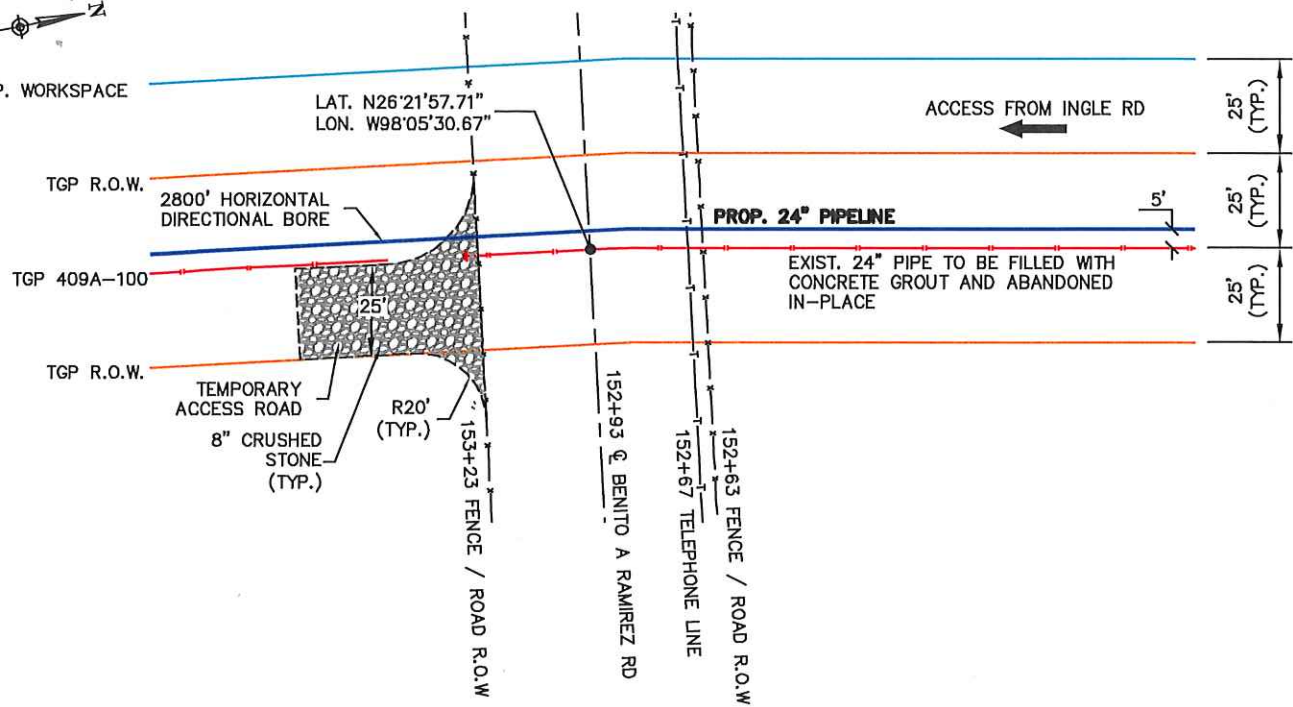 N
P. WORKSPACE
LAT. N26°21'57.71"
LON. W98°05'30.67"
ACCESS FROM INGLE RD
25'
(TYP.)
TGP R.O.W.
2800' HORIZONTAL
DIRECTIONAL BORE
PROP. 24" PIPELINE
5'
25'
(TYP.)
TGP 409A-100
EXIST. 24" PIPE TO BE FILLED WITH
CONCRETE GROUT AND ABANDONED
IN-PLACE
25'
25'
(TYP.)
TGP R.O.W.
TEMPORARY
ACCESS ROAD
8" CRUSHED
STONE
(TYP.)
R20'
(TYP.)
153+23 FENCE / ROAD R.O.W
152+93 ℄ BENITO A RAMIREZ RD
152+67 TELEPHONE LINE
152+63 FENCE / ROAD R.O.W